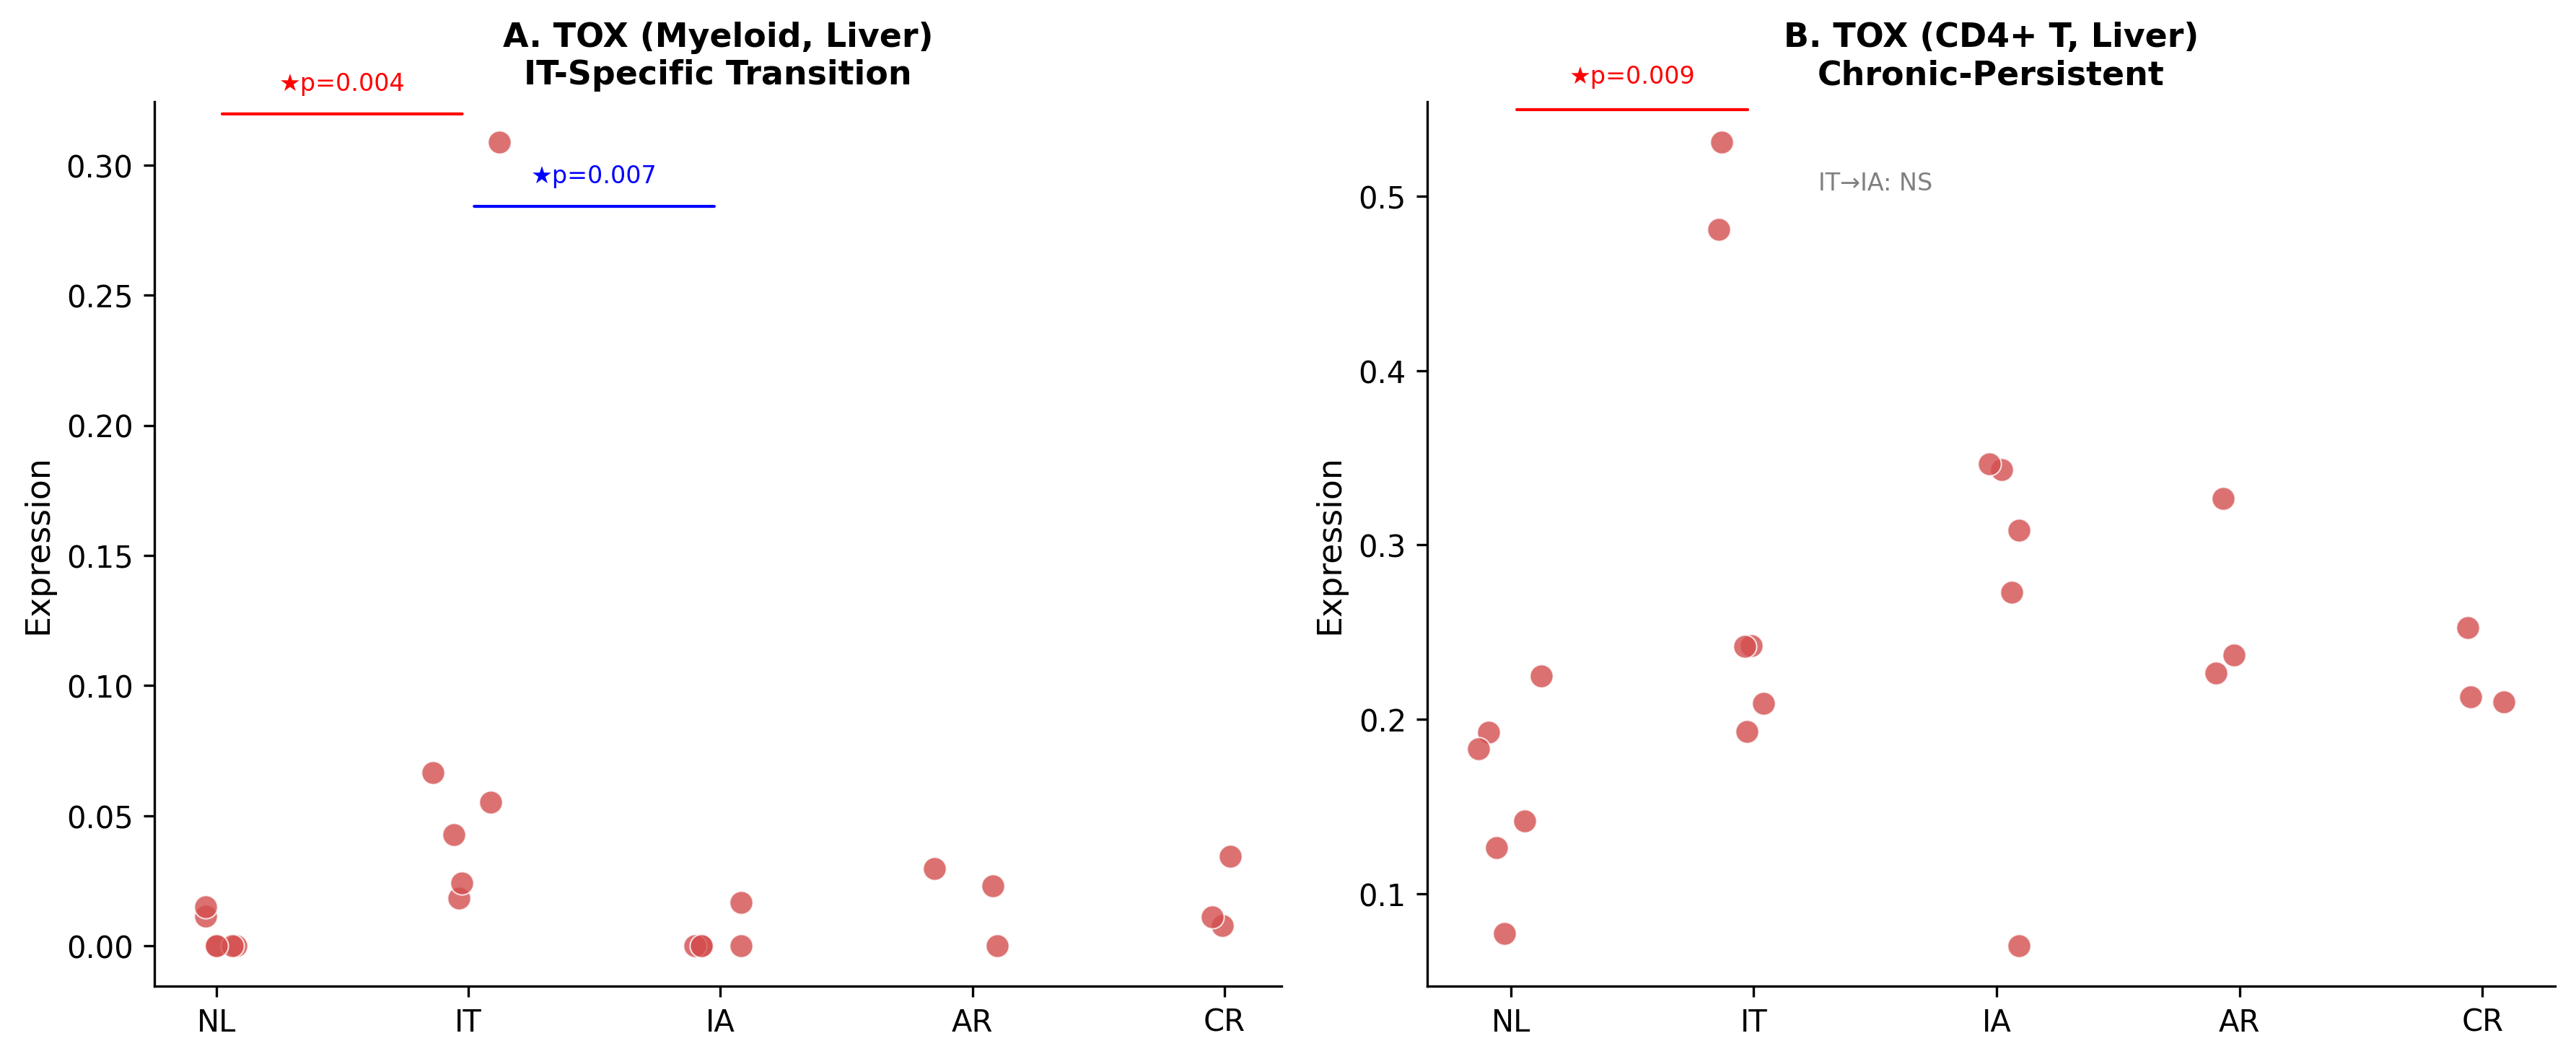 A. TOX (Myeloid, Liver)
IT-Specific Transition
★p=0.004
★p=0.007
Expression
0.30
0.25
0.20
0.15
0.10
0.05
0.00
NL
IT
IA
AR
CR
B. TOX (CD4+ T, Liver)
Chronic-Persistent
★p=0.009
IT→IA: NS
Expression
0.5
0.4
0.3
0.2
0.1
NL
IT
IA
AR
CR